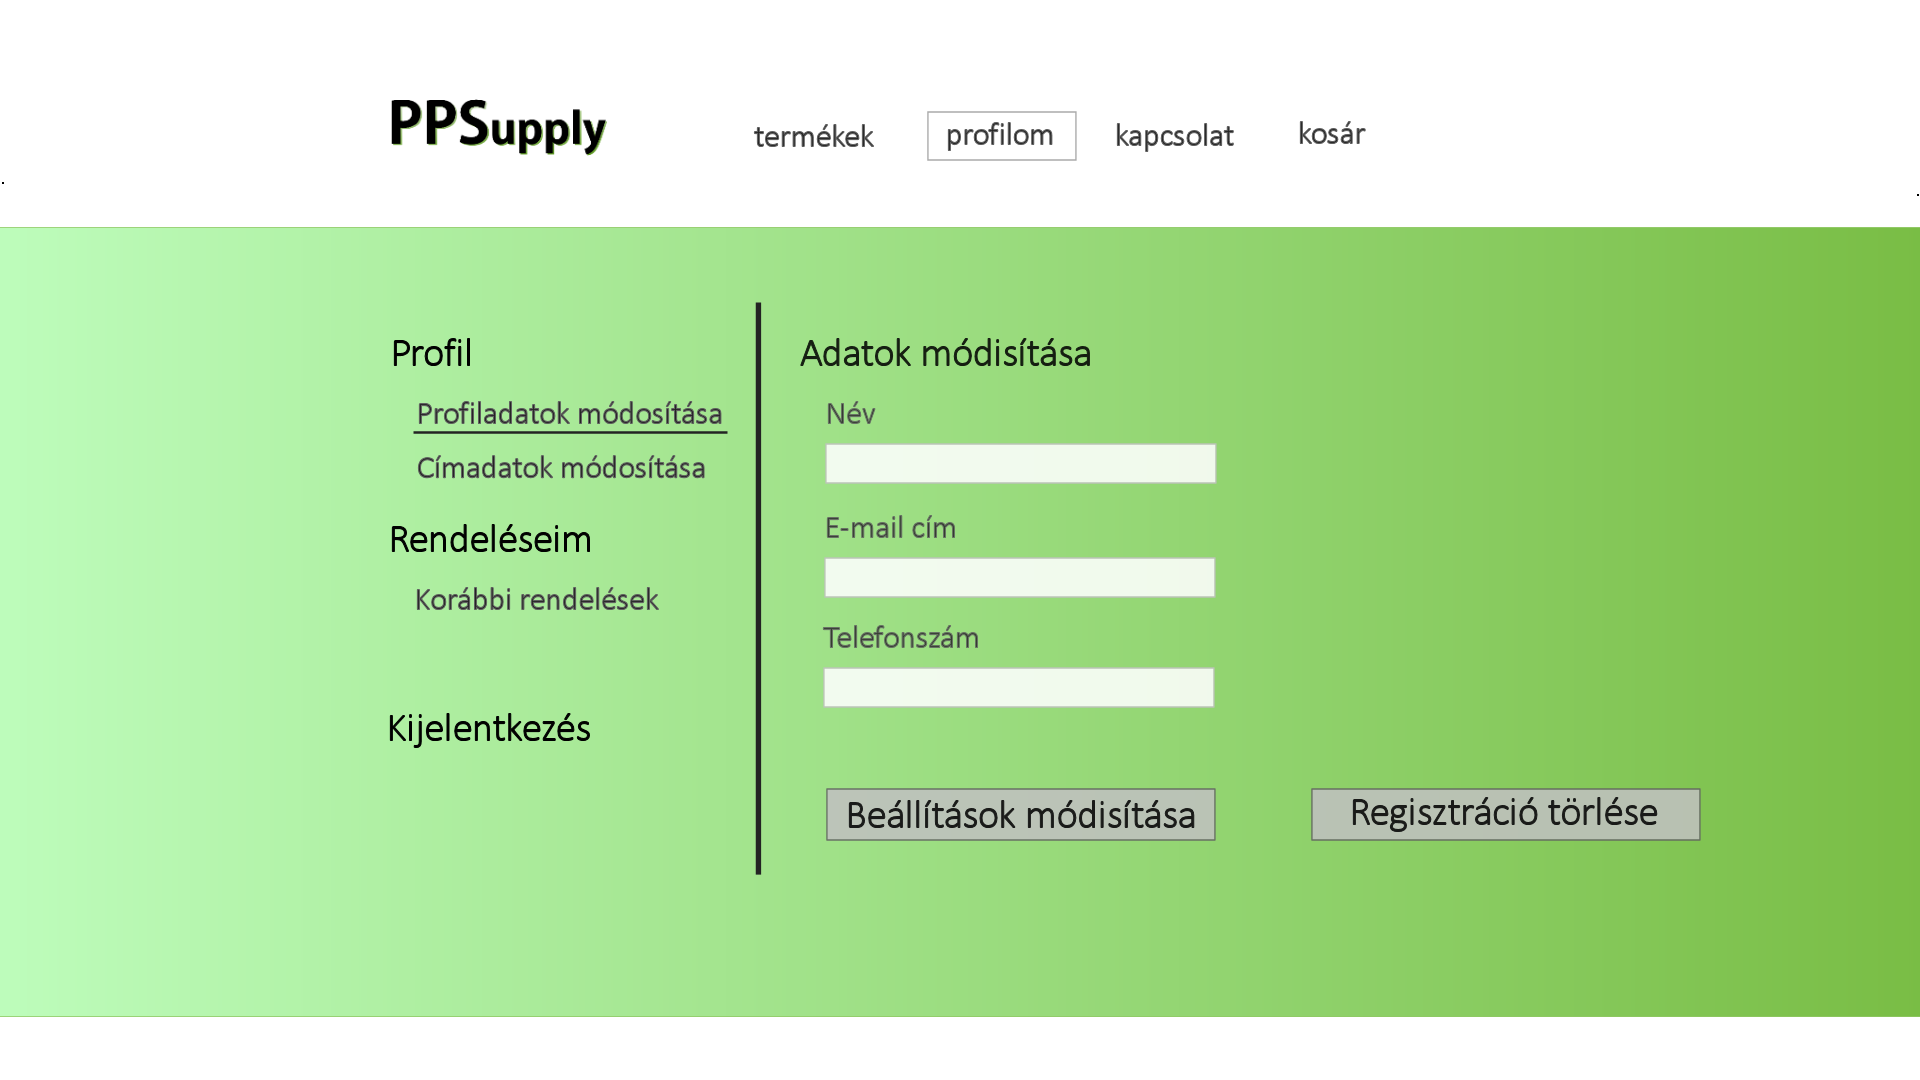 PPSupply
termékek
profilom
kapcsolat
kosár
Profil
Profiladatok módosítása
Címadatok módosítása
Rendeléseim
Korábbi rendelések
Kijelentkezés
Adatok módisítása
Név
E-mail cím
Telefonszám
Beállítások módisítása
Regisztráció törlése